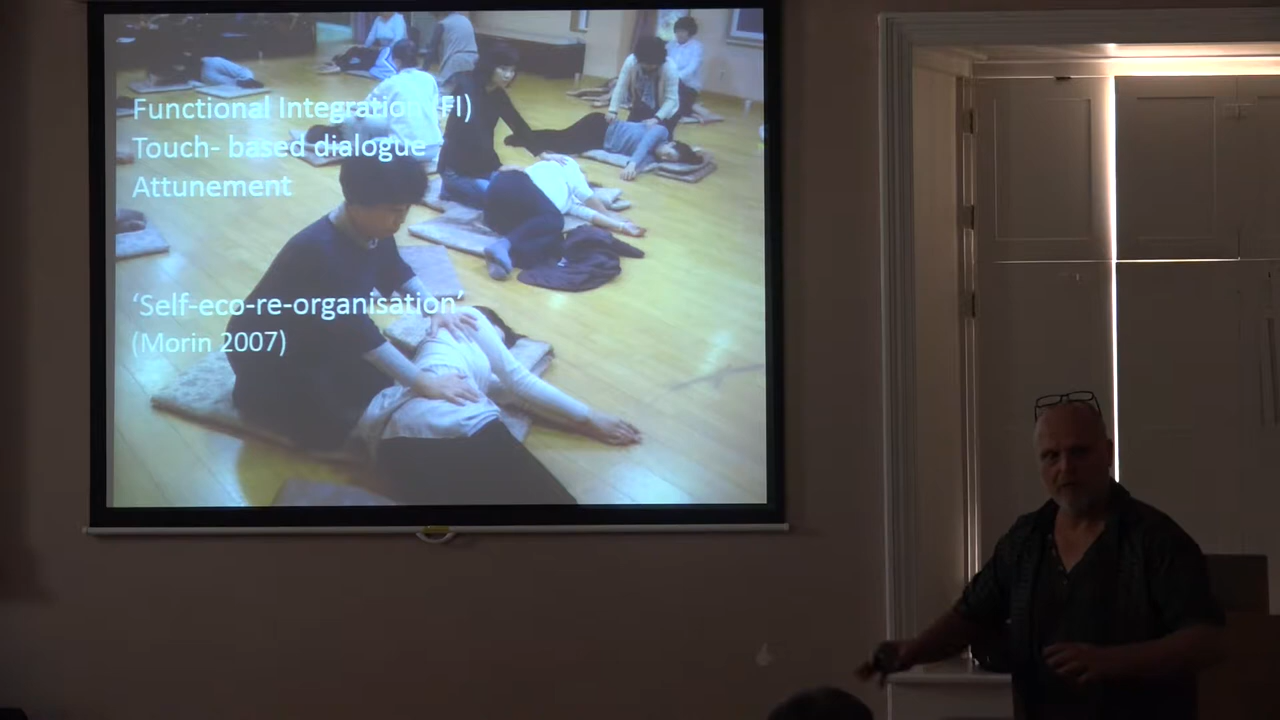 Functional Integration (FI)
Touch- based dialogue
Attunement
‘Self-eco-re-organisation’
(Morin 2007)